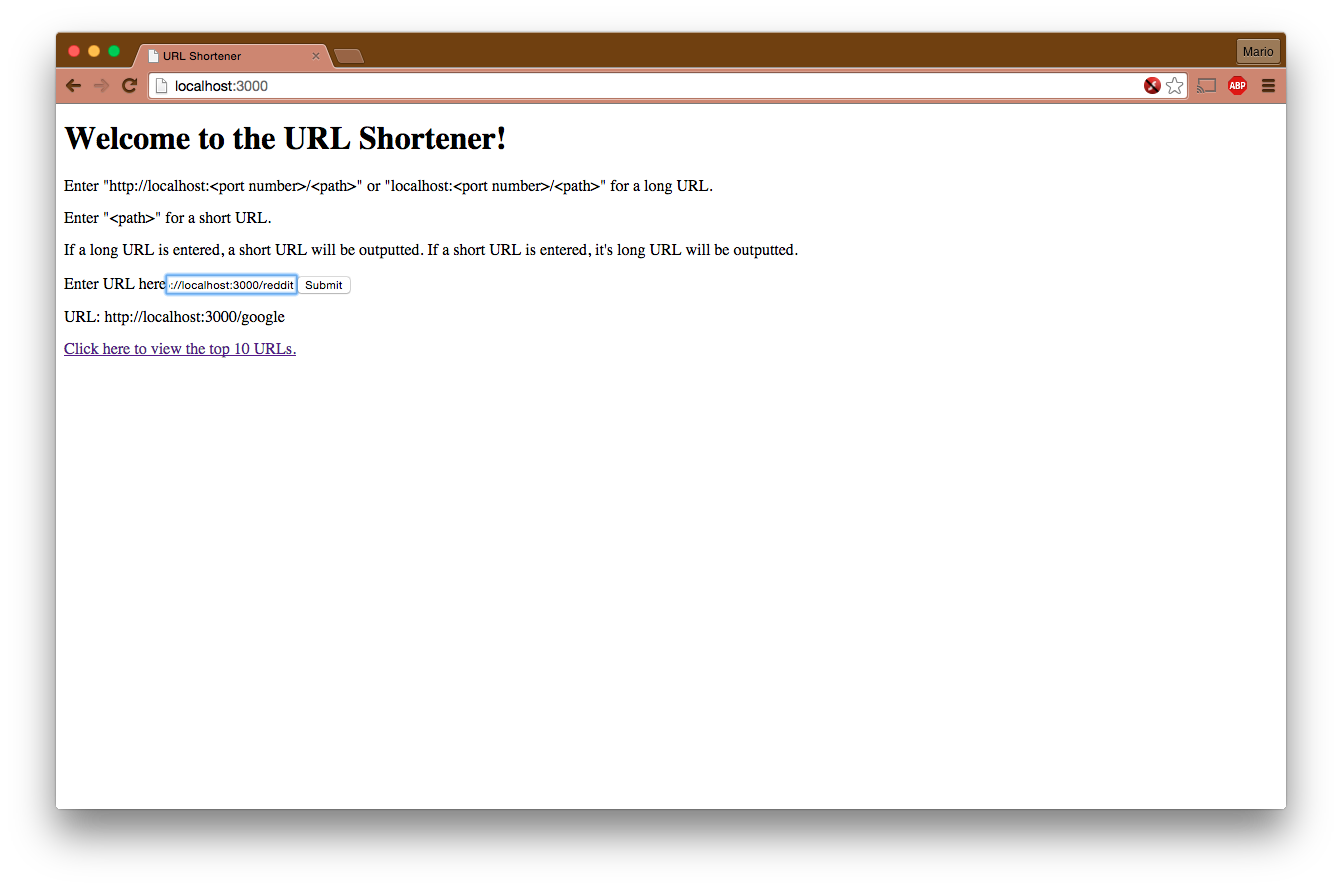 URL Shortener
Mario
localhost:3000
ABP
Welcome to the URL Shortener!
Enter "http://localhost:<port number>/<path>" or "localhost:<port number>/<path>" for a long URL.
Enter "<path>" for a short URL.
If a long URL is entered, a short URL will be outputted. If a short URL is entered, it's long URL will be outputted.
Enter URL here ://localhost:3000/reddit Submit
URL: http://localhost:3000/google
Click here to view the top 10 URLs.